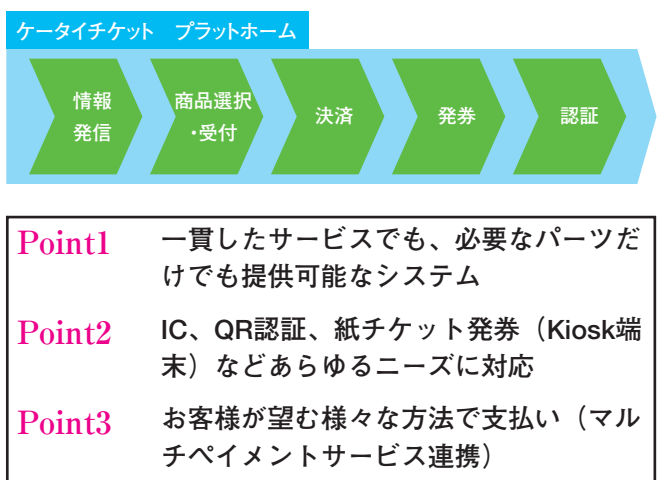 ケータイチケット　プラットホーム
情報
発信
商品選択
・受付
決済
発券
認証
Point1
一貫したサービスでも、必要なパーツだ
けでも提供可能なシステム
Point2
IC、QR認証、紙チケット発券（Kiosk端
末）などあらゆるニーズに対応
Point3
お客様が望む様々な方法で支払い（マル
チペイメントサービス連携）